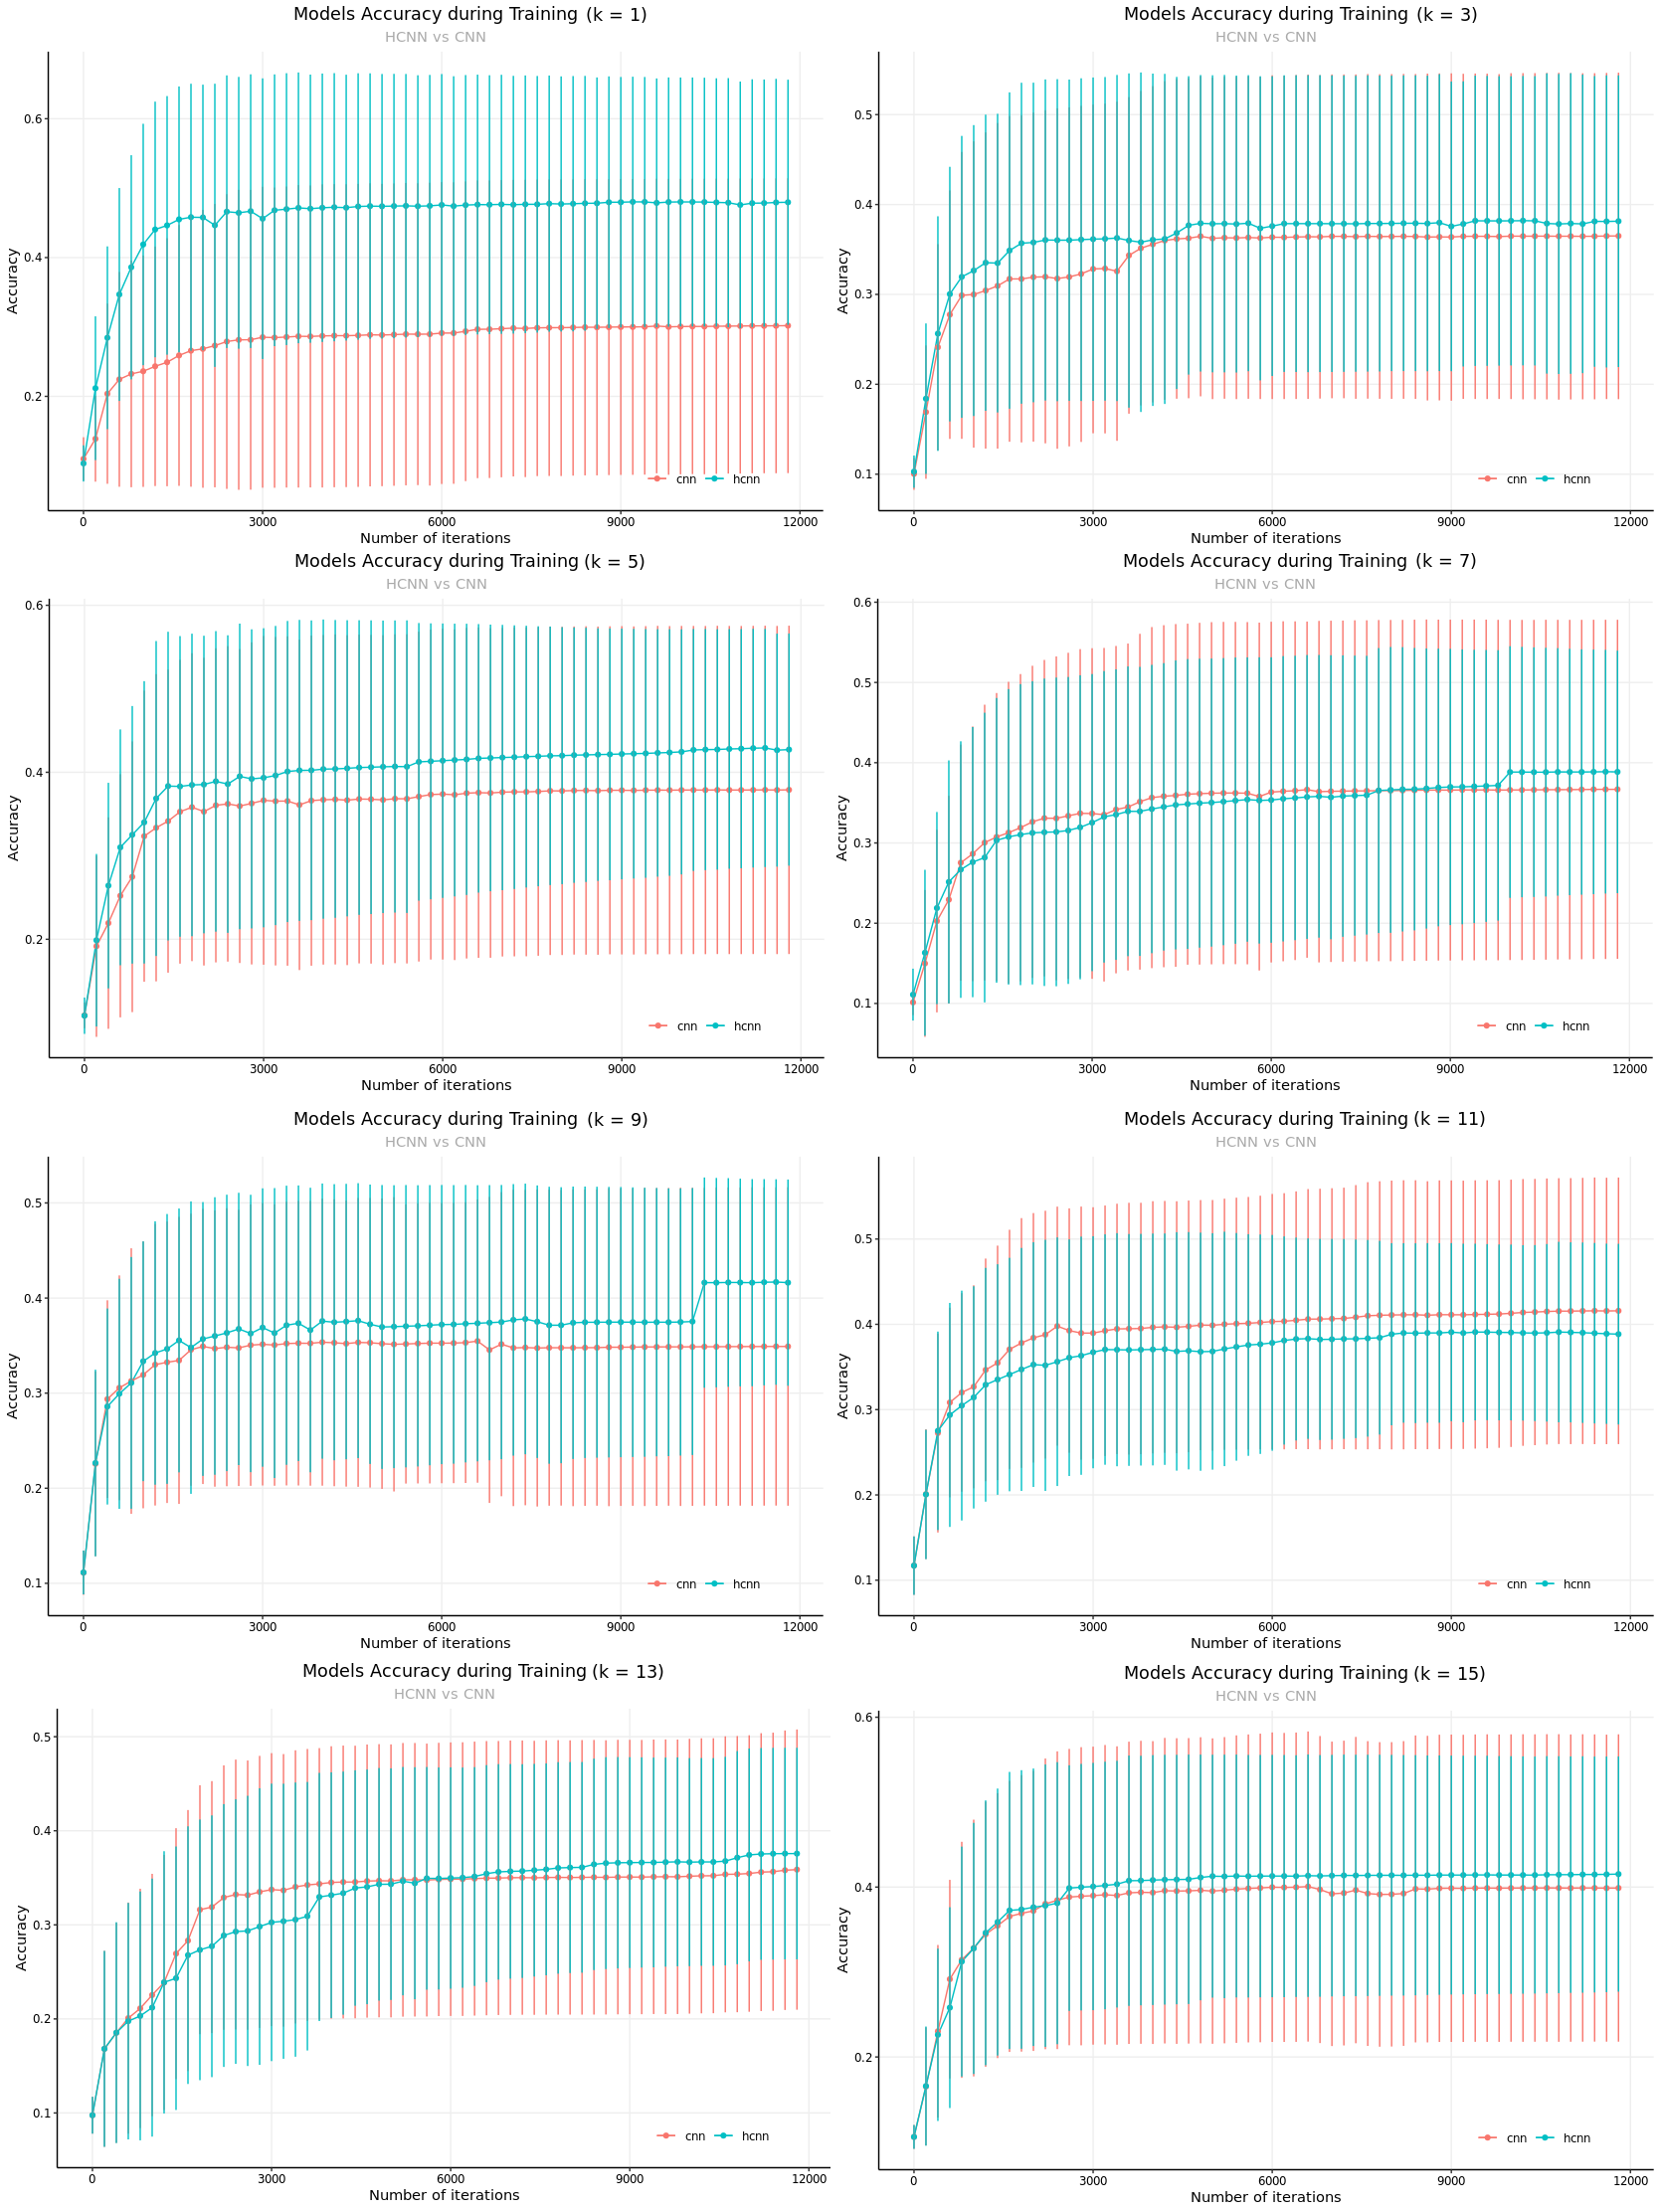 Models Accuracy during Training (k = 1)
HCNN vs CNN
Accuracy
0.6
0.4
0.2
cnn hcnn
0 3000 6000 9000 12000
Number of iterations
Models Accuracy during Training (k = 3)
HCNN vs CNN
Accuracy
0.5
0.4
0.3
0.2
0.1
cnn hcnn
0 3000 6000 9000 12000
Number of iterations
Models Accuracy during Training (k = 5)
HCNN vs CNN
Accuracy
0.6
0.4
0.2
cnn hcnn
0 3000 6000 9000 12000
Number of iterations
Models Accuracy during Training (k = 7)
HCNN vs CNN
Accuracy
0.6
0.5
0.4
0.3
0.2
0.1
cnn hcnn
0 3000 6000 9000 12000
Number of iterations
Models Accuracy during Training (k = 9)
HCNN vs CNN
Accuracy
0.5
0.4
0.3
0.2
0.1
cnn hcnn
0 3000 6000 9000 12000
Number of iterations
Models Accuracy during Training (k = 11)
HCNN vs CNN
Accuracy
0.5
0.4
0.3
0.2
0.1
cnn hcnn
0 3000 6000 9000 12000
Number of iterations
Models Accuracy during Training (k = 13)
HCNN vs CNN
Accuracy
0.5
0.4
0.3
0.2
0.1
cnn hcnn
0 3000 6000 9000 12000
Number of iterations
Models Accuracy during Training (k = 15)
HCNN vs CNN
Accuracy
0.6
0.4
0.2
cnn hcnn
0 3000 6000 9000 12000
Number of iterations